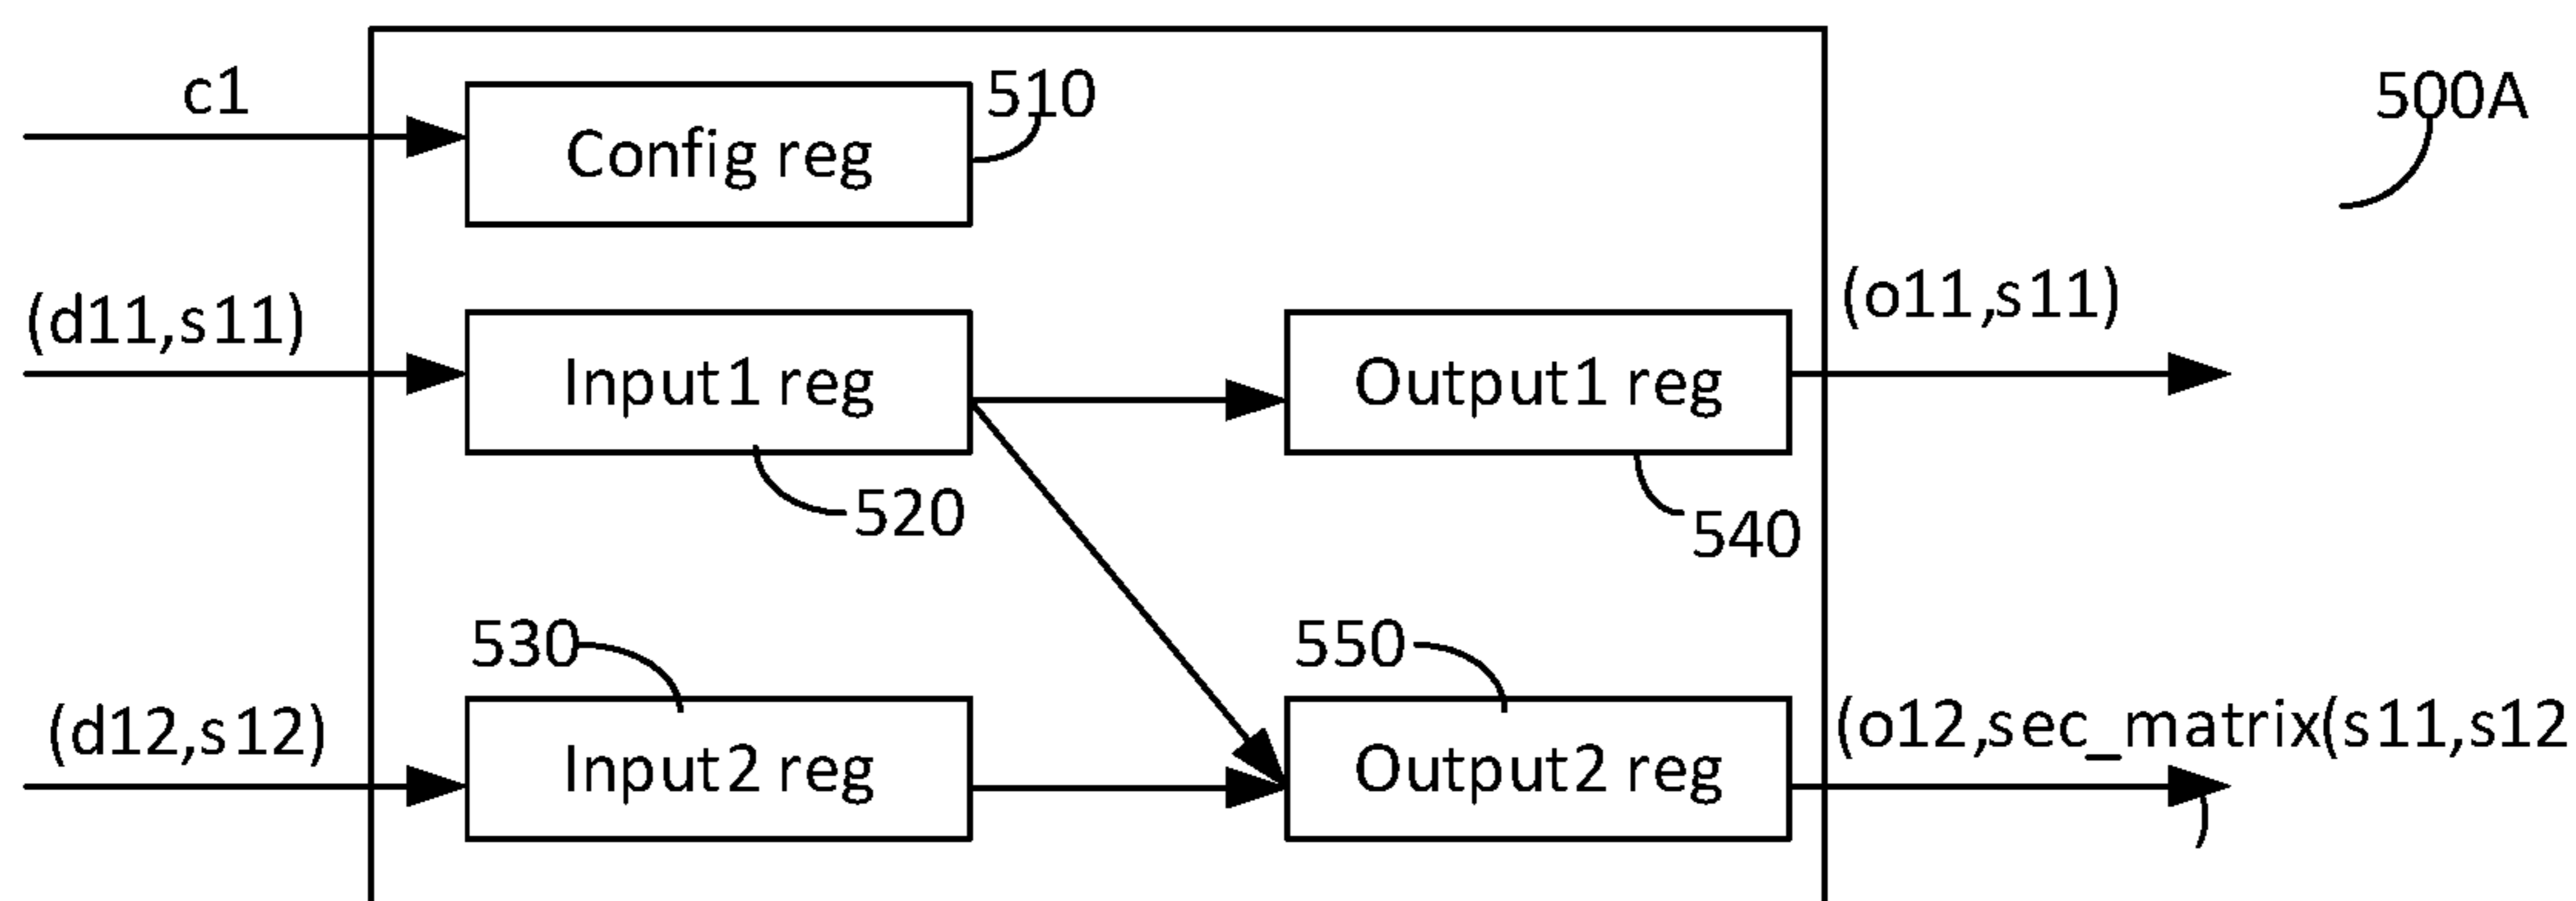 c1
Config reg
510
500A
(d11,s11)
Input1 reg
520
Output1 reg
540
(o11,s11)
530
550
(d12,s12)
Input2 reg
Output2 reg
(o12,sec_matrix(s11,s12
)